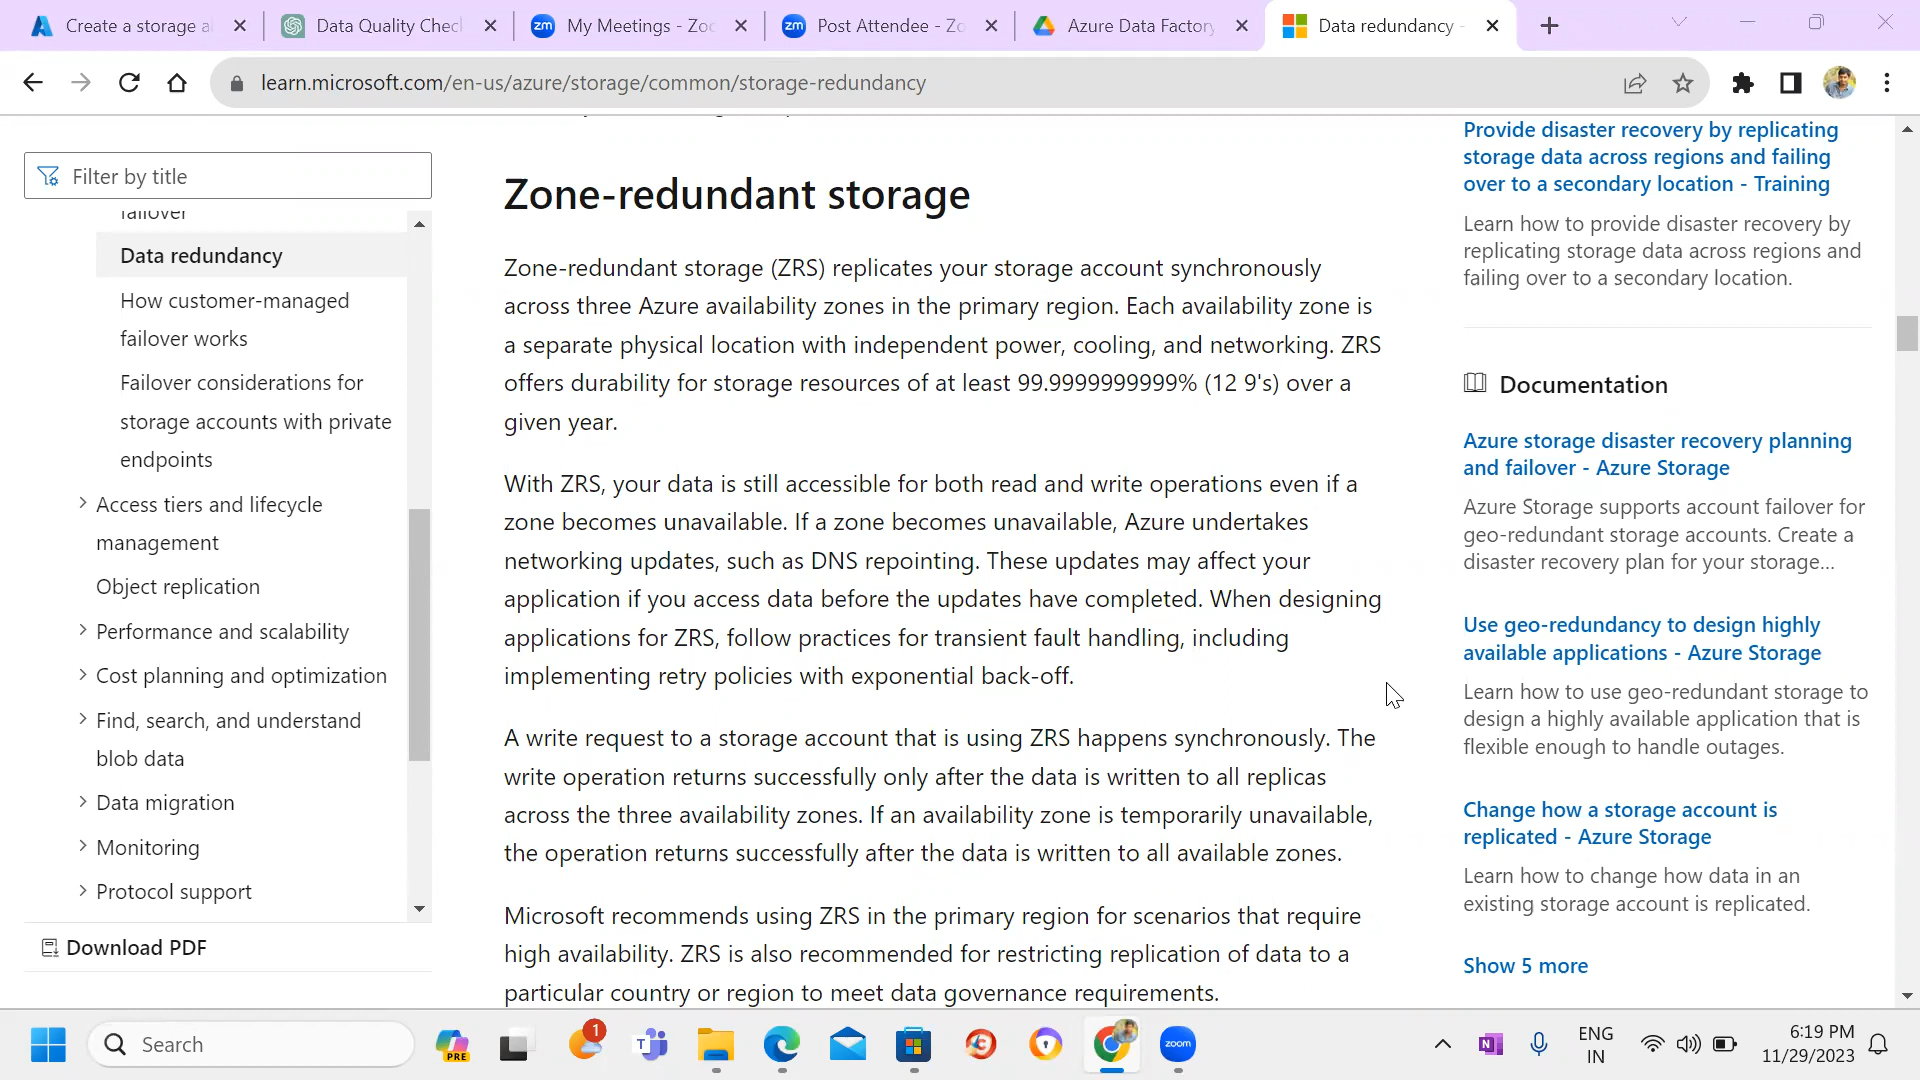 Create a storage a
Data Quality Chec
My Meetings - Zo
Post Attendee - Zo
Azure Data Factory
Data redundancy -
learn.microsoft.com/en-us/azure/storage/common/storage-redundancy
Filter by title
failover
Data redundancy
How customer-managed
failover works
Failover considerations for
storage accounts with private
endpoints
Access tiers and lifecycle
management
Object replication
Performance and scalability
Cost planning and optimization
Find, search, and understand
blob data
Data migration
Monitoring
Protocol support
Download PDF
Zone-redundant storage
Zone-redundant storage (ZRS) replicates your storage account synchronously
across three Azure availability zones in the primary region. Each availability zone is
a separate physical location with independent power, cooling, and networking. ZRS
offers durability for storage resources of at least 99.9999999999% (12 9's) over a
given year.
With ZRS, your data is still accessible for both read and write operations even if a
zone becomes unavailable. If a zone becomes unavailable, Azure undertakes
networking updates, such as DNS repointing. These updates may affect your
application if you access data before the updates have completed. When designing
applications for ZRS, follow practices for transient fault handling, including
implementing retry policies with exponential back-off.
A write request to a storage account that is using ZRS happens synchronously. The
write operation returns successfully only after the data is written to all replicas
across the three availability zones. If an availability zone is temporarily unavailable,
the operation returns successfully after the data is written to all available zones.
Microsoft recommends using ZRS in the primary region for scenarios that require
high availability. ZRS is also recommended for restricting replication of data to a
particular country or region to meet data governance requirements.
Provide disaster recovery by replicating
storage data across regions and failing
over to a secondary location - Training
Learn how to provide disaster recovery by
replicating storage data across regions and
failing over to a secondary location.
Documentation
Azure storage disaster recovery planning
and failover - Azure Storage
Azure Storage supports account failover for
geo-redundant storage accounts. Create a
disaster recovery plan for your storage...
Use geo-redundancy to design highly
available applications - Azure Storage
Learn how to use geo-redundant storage to
design a highly available application that is
flexible enough to handle outages.
Change how a storage account is
replicated - Azure Storage
Learn how to change how data in an
existing storage account is replicated.
Show 5 more
Search
PRE
1
zoom
ENG
IN
6:19 PM
11/29/2023